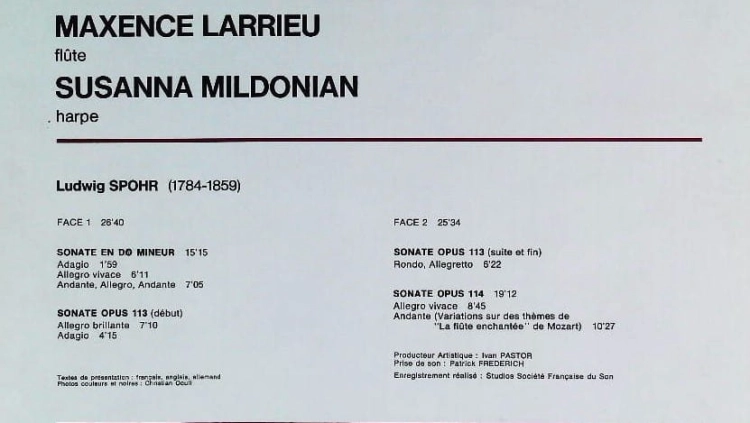 MAXENCE LARRIEU
flûte
SUSANNA MILDONIAN
harpe
Ludwig SPOHR (1784-1859)
FACE 1 26'40
SONATE EN DO MINEUR 15'15
Adagio 1'59
Allegro vivace 6'11
Andante, Allegro, Andante 7'05
SONATE OPUS 113 (début)
Allegro brillante 7'10
Adagio 4'15
Textes de présentation : français, anglais, allemand
Photos couleurs et noires : Christian
FACE 2 25'34
SONATE OPUS 113 (suite et fin)
Rondo, Allegretto 6'22
SONATE OPUS 114 19'12
Allegro vivace 8'45
Andante (Variations sur des thèmes de
"La flûte enchantée" de Mozart) 10'27
Producteur Artistique : Ivan PASTOR
Prise de son : Patrick FREDERICH
Enregistrement réalisé : Studios Société Française du Son